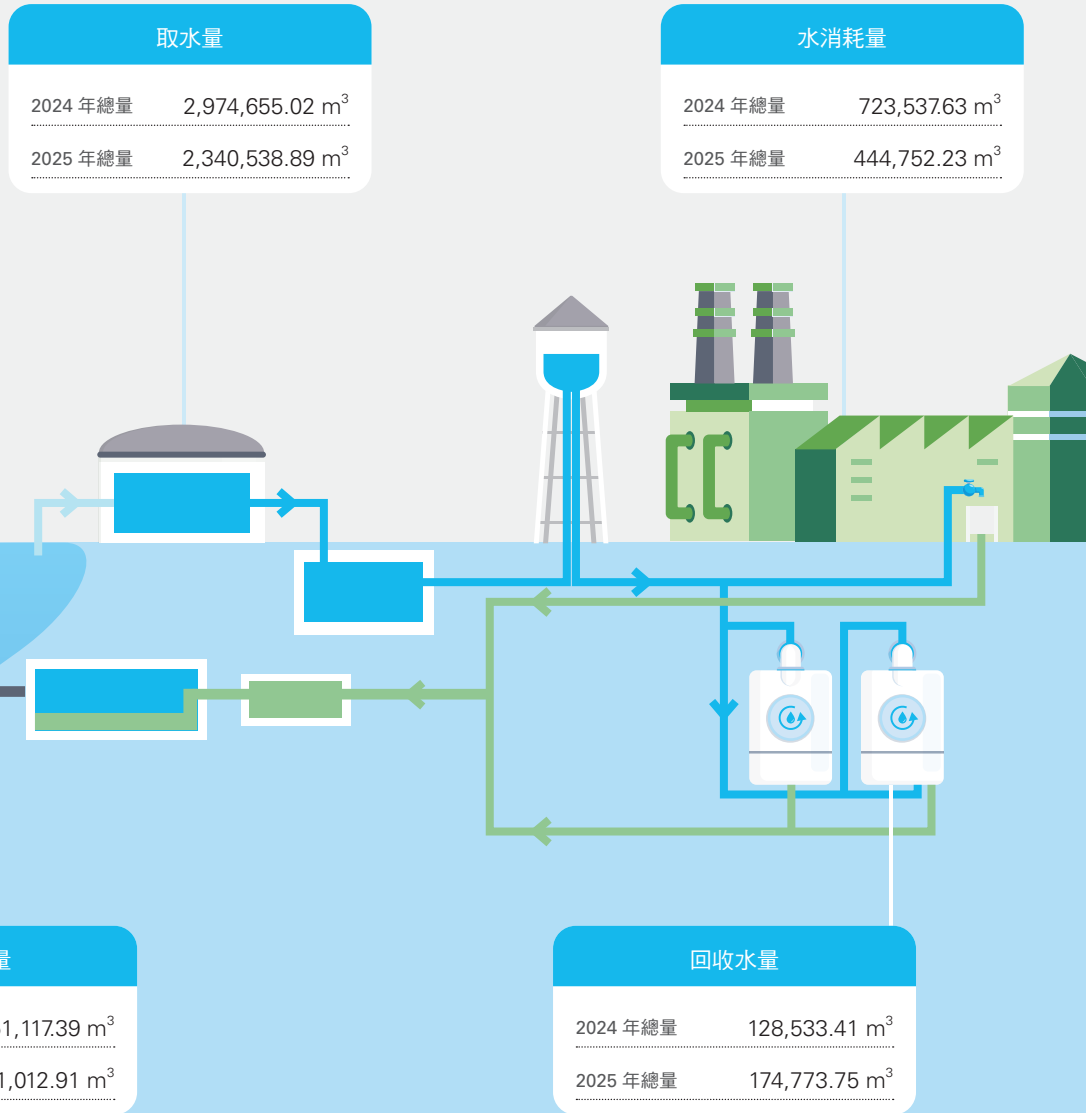 取水量
2024 年總量 2,974,655.02 m³
2025 年總量 2,340,538.89 m³
水消耗量
2024 年總量 723,537.63 m³
2025 年總量 444,752.23 m³
量
1,117.39 m³
1,012.91 m³
回收水量
2024 年總量 128,533.41 m³
2025 年總量 174,773.75 m³